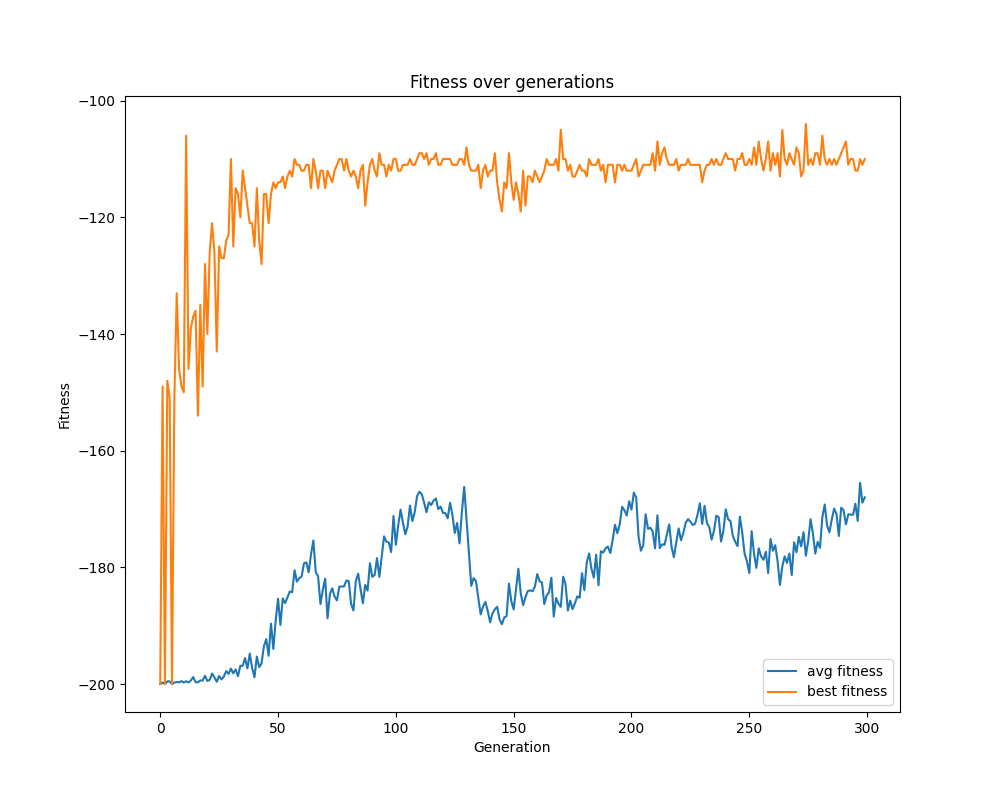 Fitness over generations
Fitness
−100
−120
−140
−160
−180
−200
0 50 100 150 200 250 300
Generation
avg fitness
best fitness